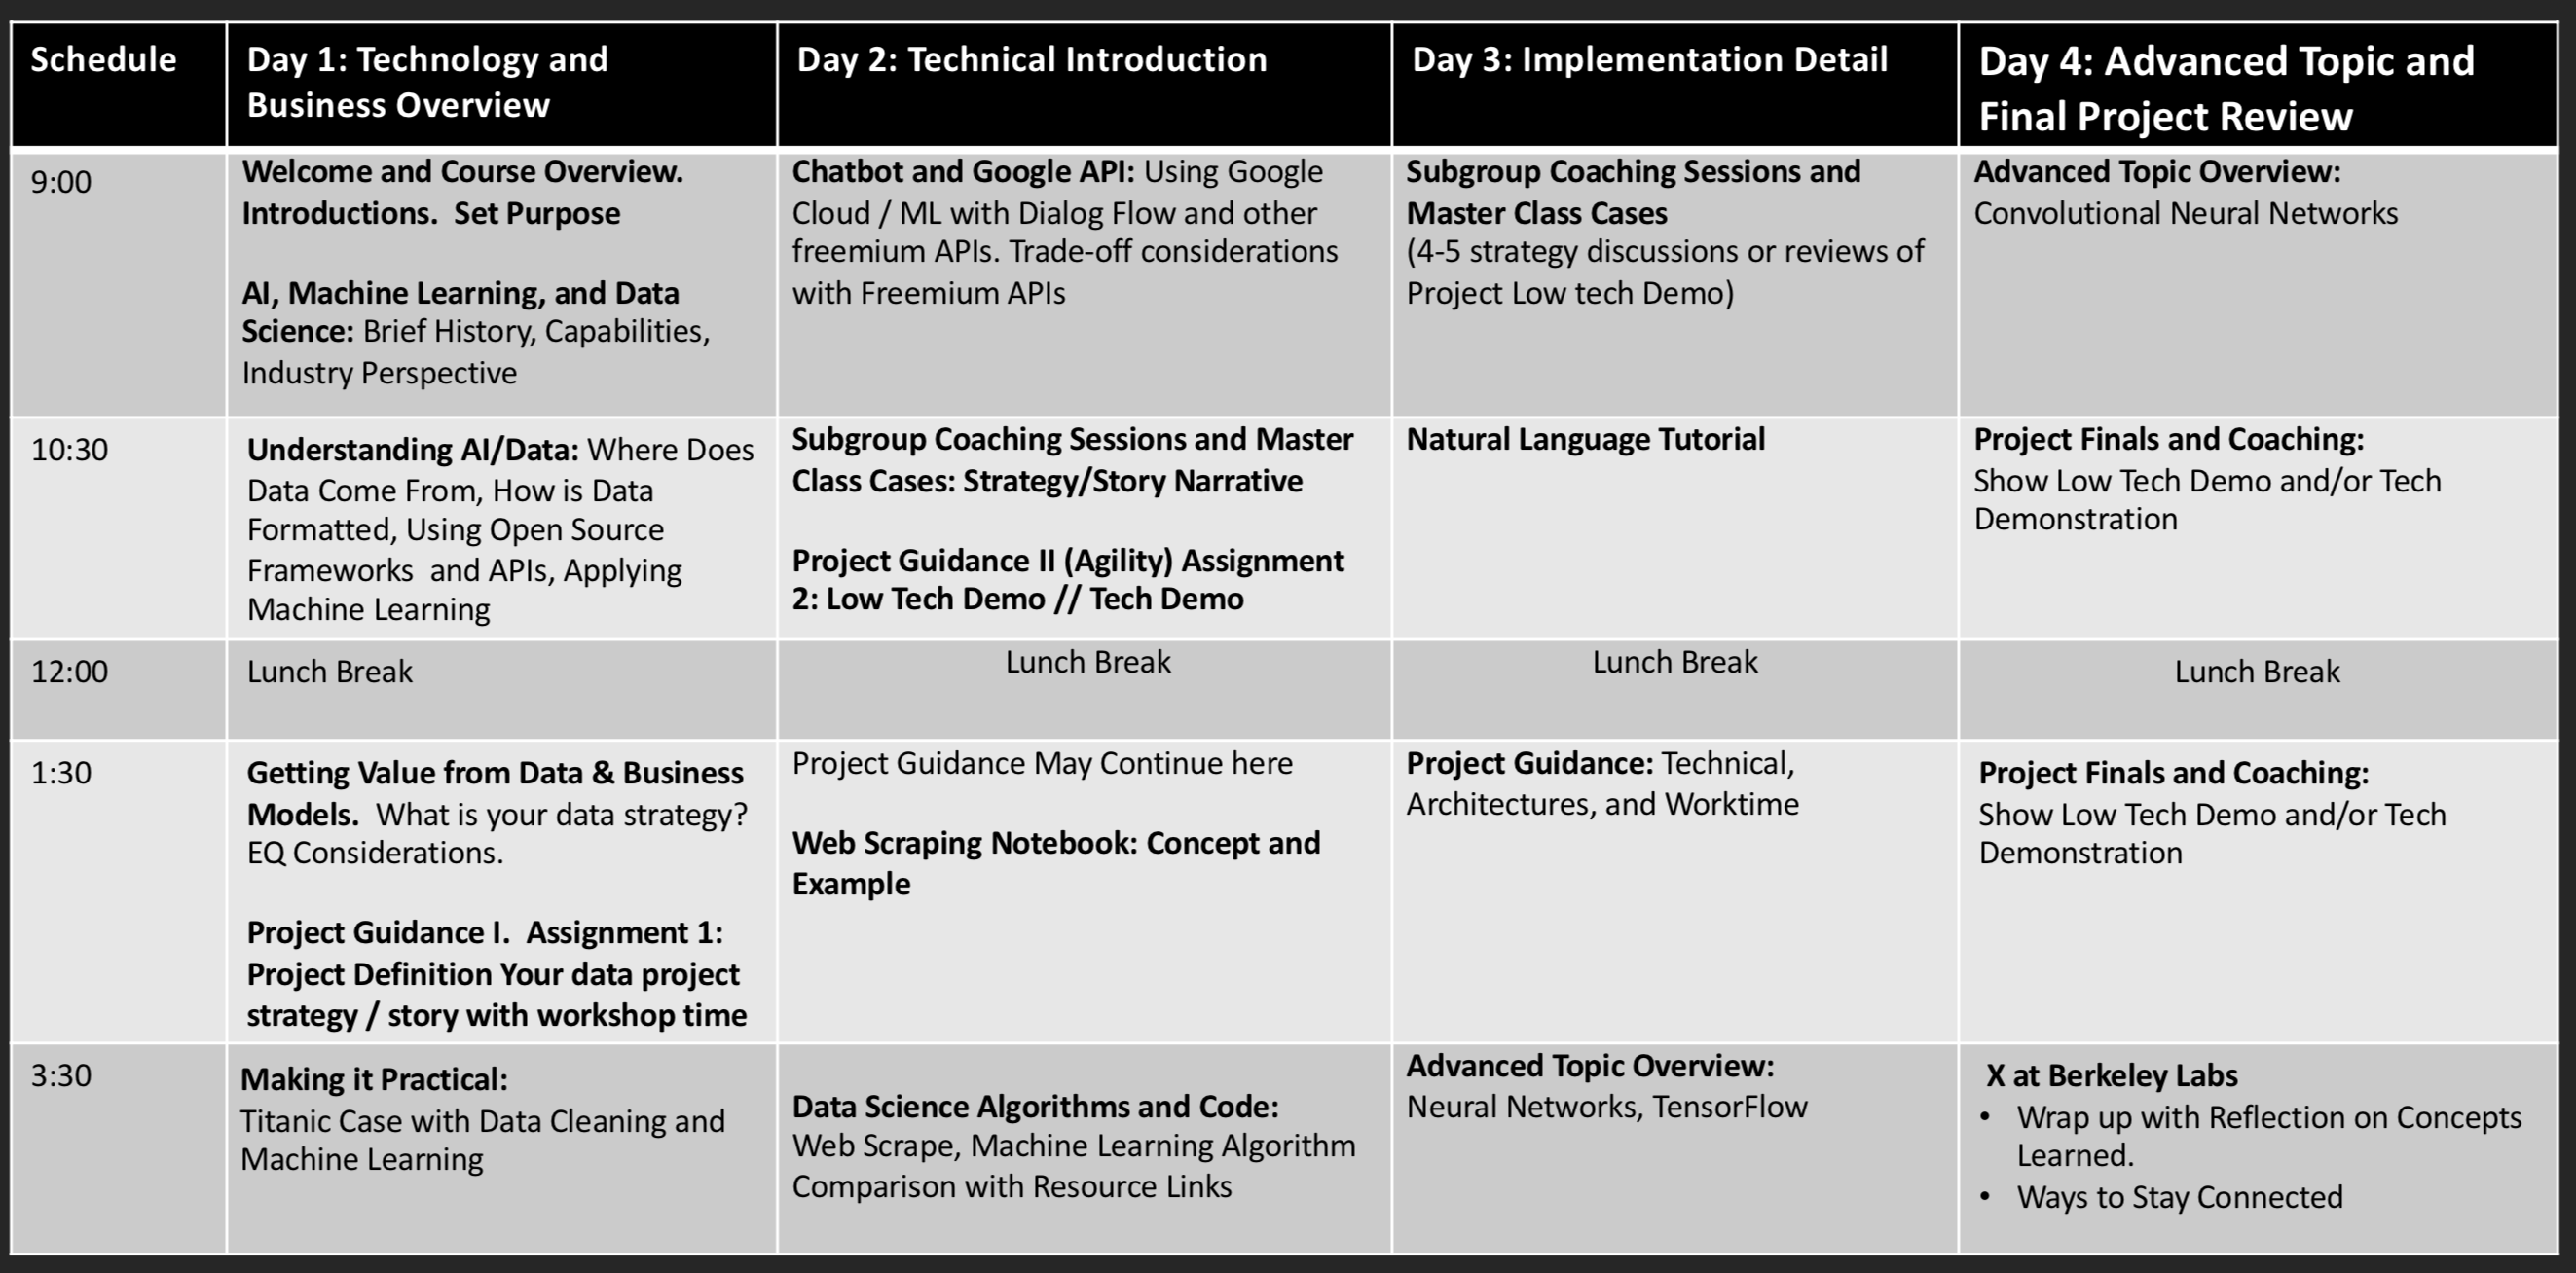 Schedule
Day 1: Technology and
Business Overview
Day 2: Technical Introduction
Day 3: Implementation Detail
Day 4: Advanced Topic and
Final Project Review
9:00
Welcome and Course Overview.
Introductions.  Set Purpose
AI, Machine Learning, and Data
Science: Brief History, Capabilities,
Industry Perspective
Chatbot and Google API: Using Google
Cloud / ML with Dialog Flow and other
freemium APIs. Trade-off considerations
with Freemium APIs
Subgroup Coaching Sessions and
Master Class Cases
(4-5 strategy discussions or reviews of
Project Low tech Demo)
Advanced Topic Overview:
Convolutional Neural Networks
10:30
Understanding AI/Data: Where Does
Data Come From, How is Data
Formatted, Using Open Source
Frameworks  and APIs, Applying
Machine Learning
Subgroup Coaching Sessions and Master
Class Cases: Strategy/Story Narrative
Project Guidance II (Agility) Assignment
2: Low Tech Demo // Tech Demo
Natural Language Tutorial
Project Finals and Coaching:
Show Low Tech Demo and/or Tech
Demonstration
12:00
Lunch Break
Lunch Break
Lunch Break
Lunch Break
1:30
Getting Value from Data & Business
Models.  What is your data strategy?
EQ Considerations.
Project Guidance I.  Assignment 1:
Project Definition Your data project
strategy / story with workshop time
Project Guidance May Continue here
Web Scraping Notebook: Concept and
Example
Project Guidance: Technical,
Architectures, and Worktime
Project Finals and Coaching:
Show Low Tech Demo and/or Tech
Demonstration
3:30
Making it Practical:
Titanic Case with Data Cleaning and
Machine Learning
Data Science Algorithms and Code:
Web Scrape, Machine Learning Algorithm
Comparison with Resource Links
Advanced Topic Overview:
Neural Networks, TensorFlow
X at Berkeley Labs
• Wrap up with Reflection on Concepts
Learned.
• Ways to Stay Connected